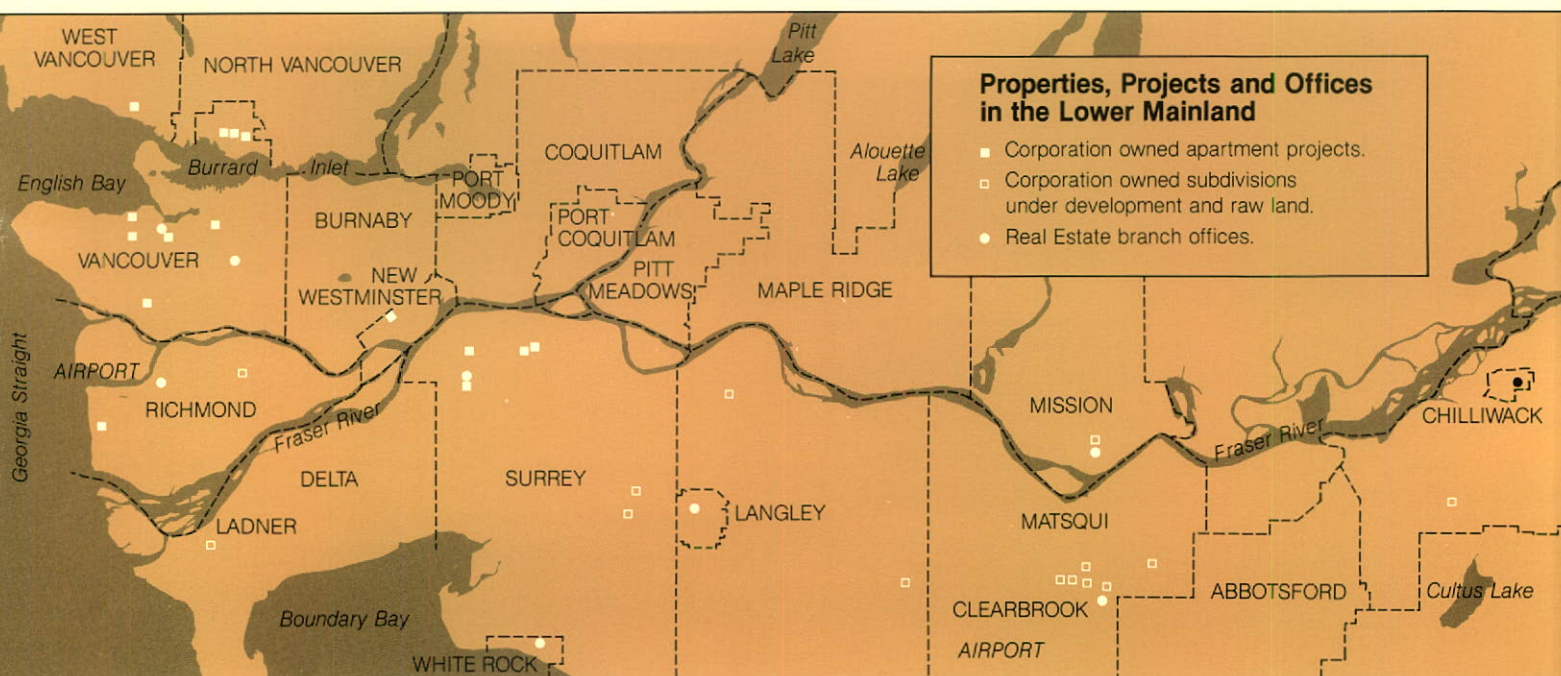 WEST
VANCOUVER
NORTH VANCOUVER
Pitt
Lake
Properties, Projects and Offices
in the Lower Mainland
Corporation owned apartment projects.
Corporation owned subdivisions
under development and raw land.
Real Estate branch offices.
COQUITLAM
Alouette
Lake
Burrard Inlet
English Bay
PORT
MOODY
BURNABY
PORT
COQUITLAM
VANCOUVER
NEW
WESTMINSTER
PITT
MEADOWS
MAPLE RIDGE
Georgia Straight
AIRPORT
RICHMOND
Fraser River
MISSION
Fraser River
CHILLIWACK
DELTA
SURREY
LADNER
LANGLEY
MATSQUI
Boundary Bay
CLEARBROOK
ABBOTSFORD
Cultus Lake
AIRPORT
WHITE ROCK